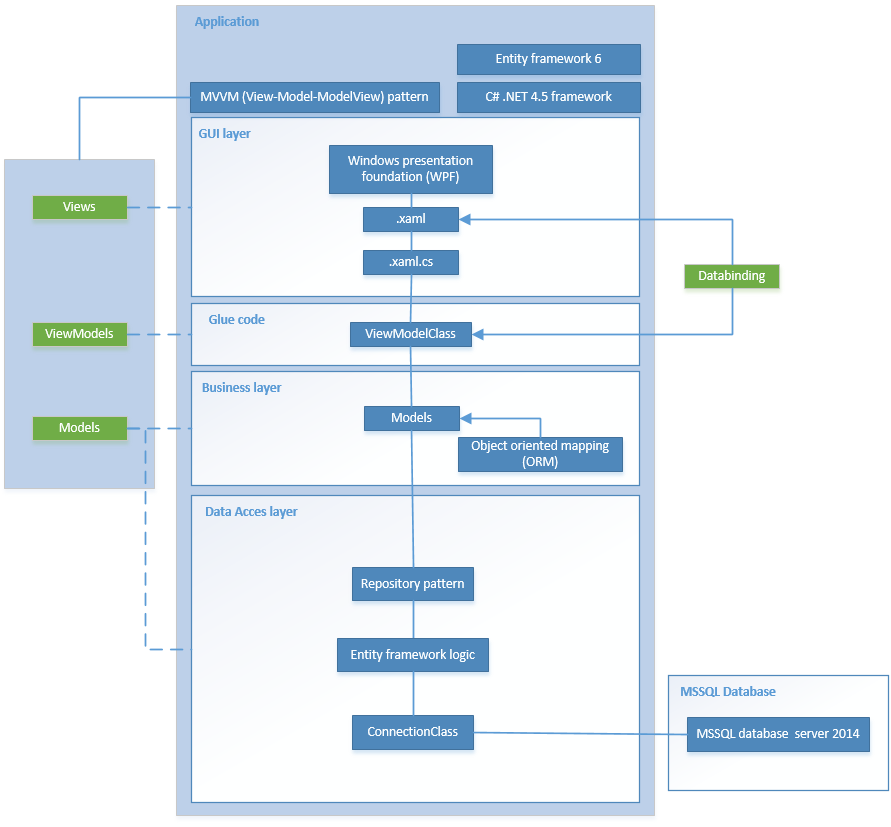 Application
Entity framework 6
MVVM (View-Model-ModelView) pattern
C# .NET 4.5 framework
GUI layer
Windows presentation
foundation (WPF)
Views
.xaml
.xaml.cs
Databinding
Glue code
ViewModels
ViewModelClass
Business layer
Models
Models
Object oriented mapping
(ORM)
Data Acces layer
Repository pattern
Entity framework logic
MSSQL Database
ConnectionClass
MSSQL database server 2014